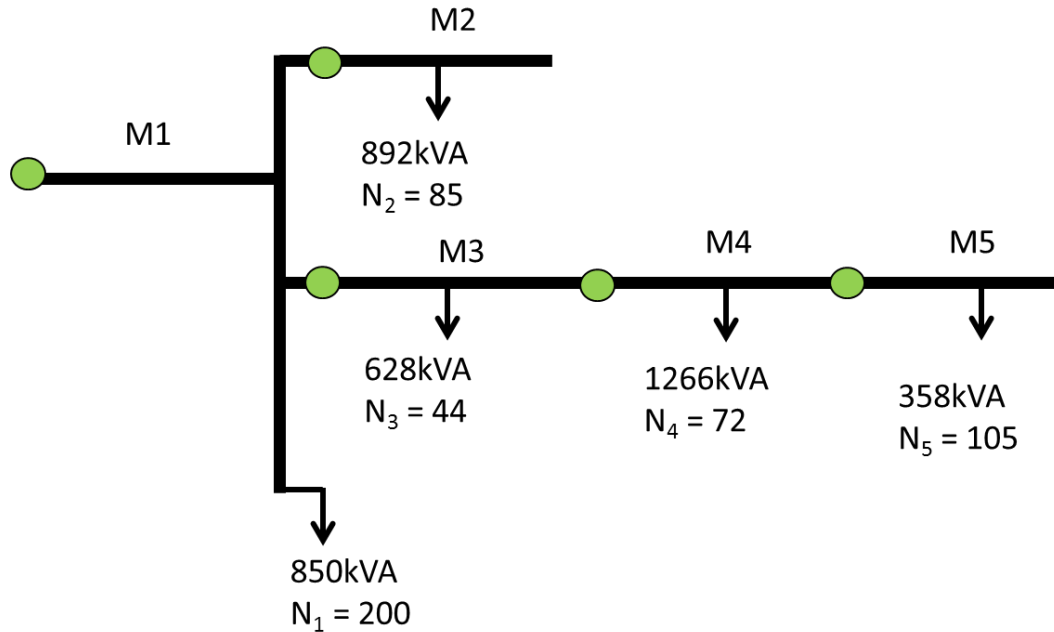 M2
M1
892kVA
N₂ = 85
M3
M4
M5
628kVA
N₃ = 44
1266kVA
N₄ = 72
358kVA
N₅ = 105
850kVA
N₁ = 200